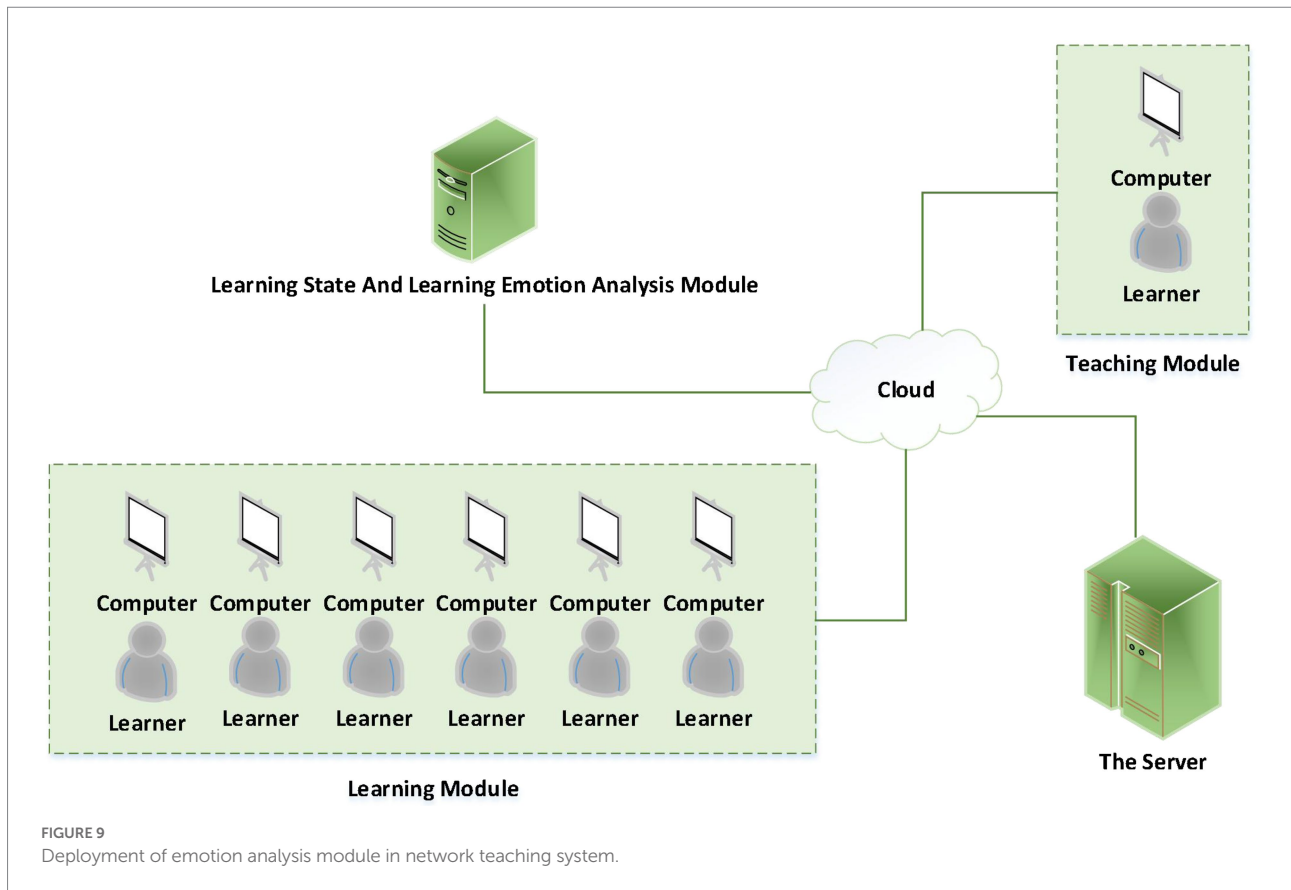 Computer
Learner
Teaching Module
Learning State And Learning Emotion Analysis Module
Cloud
Computer Computer Computer Computer Computer Computer
Learner Learner Learner Learner Learner Learner
Learning Module
The Server
FIGURE 9
Deployment of emotion analysis module in network teaching system.